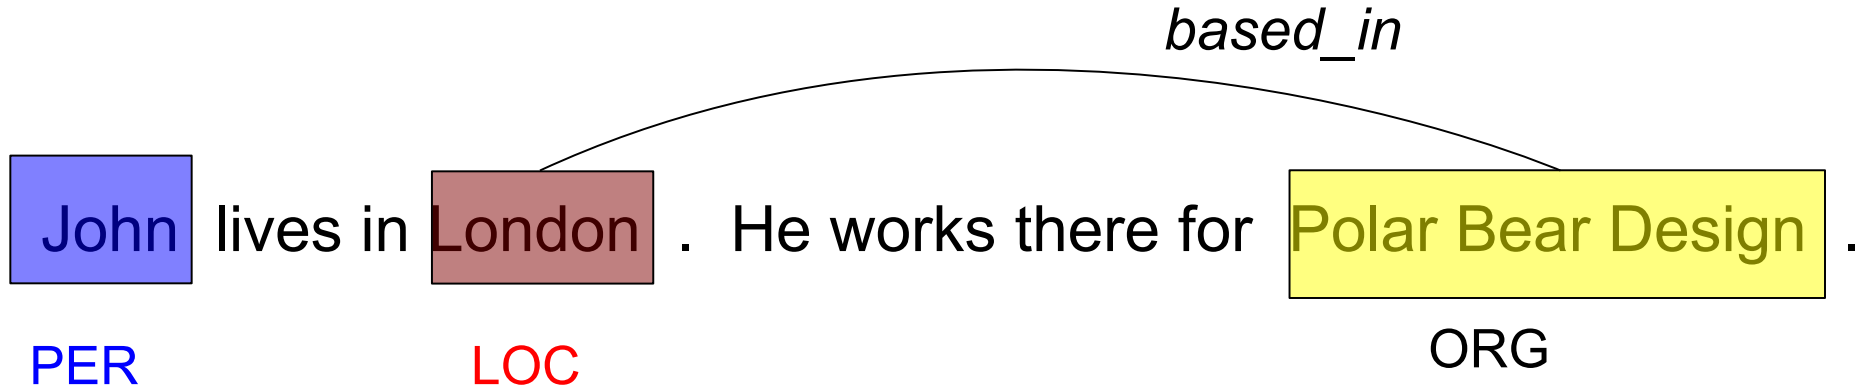 based_in
John lives in London . He works there for Polar Bear Design .
PER LOC ORG